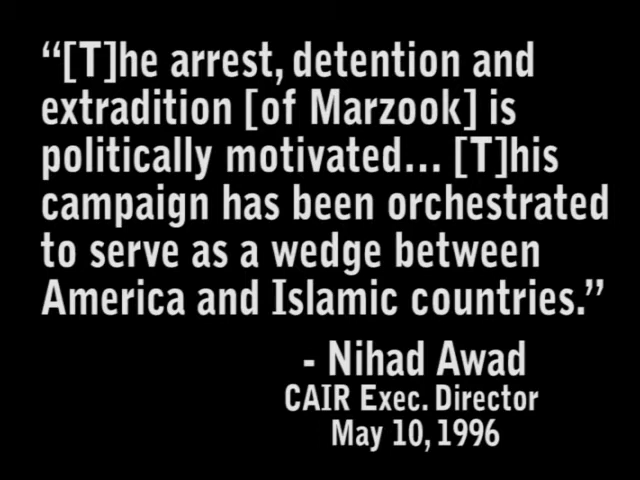 “[T]he arrest, detention and
extradition [of Marzook] is
politically motivated... [T]his
campaign has been orchestrated
to serve as a wedge between
America and Islamic countries.”
- Nihad Awad
CAIR Exec. Director
May 10, 1996